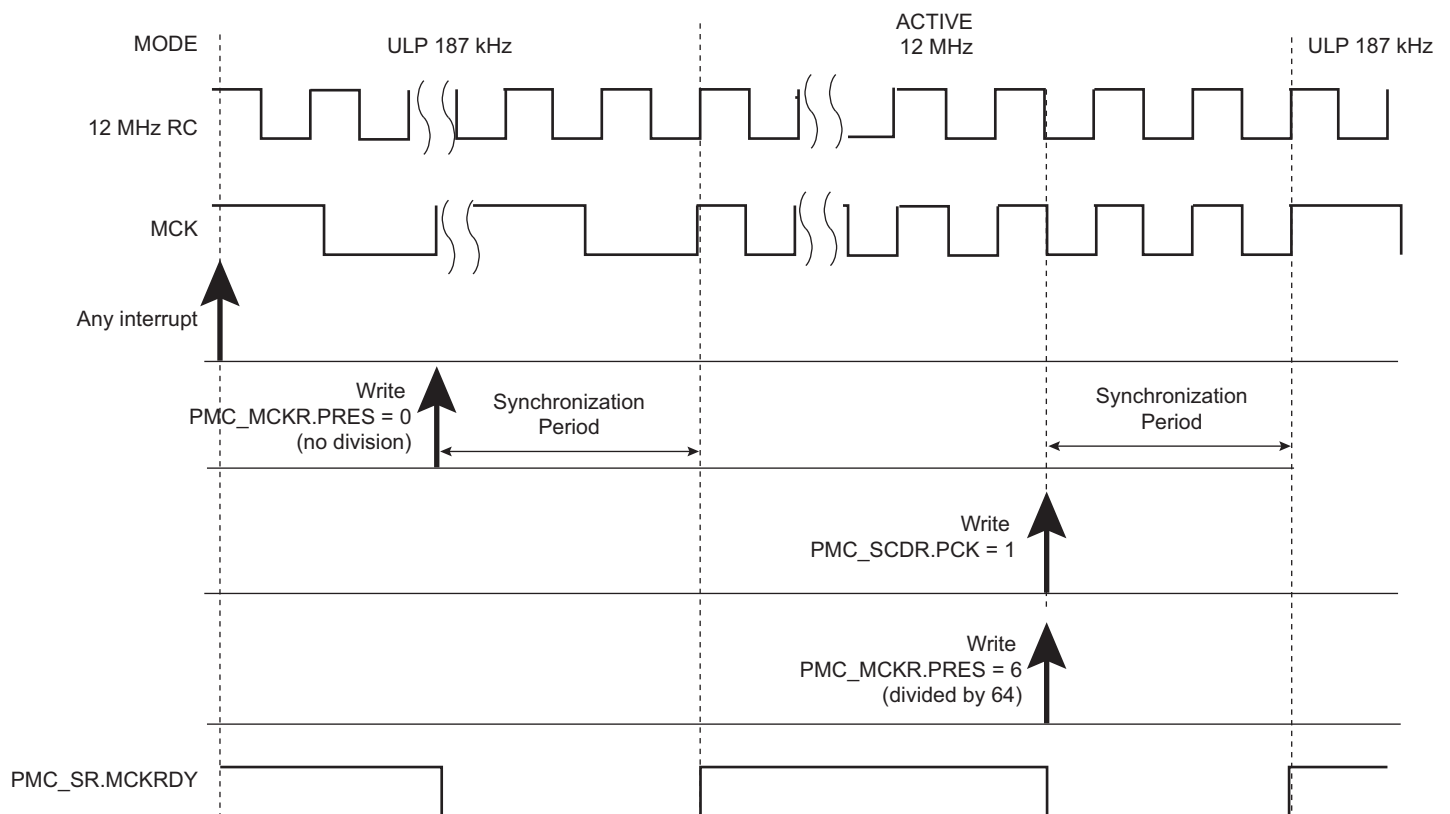 MODE
ULP 187 kHz
ACTIVE
12 MHz
ULP 187 kHz
12 MHz RC
MCK
Any interrupt
Write
PMC_MCKR.PRES = 0
(no division)
Synchronization
Period
Synchronization
Period
Write
PMC_SCDR.PCK = 1
Write
PMC_MCKR.PRES = 6
(divided by 64)
PMC_SR.MCKRDY